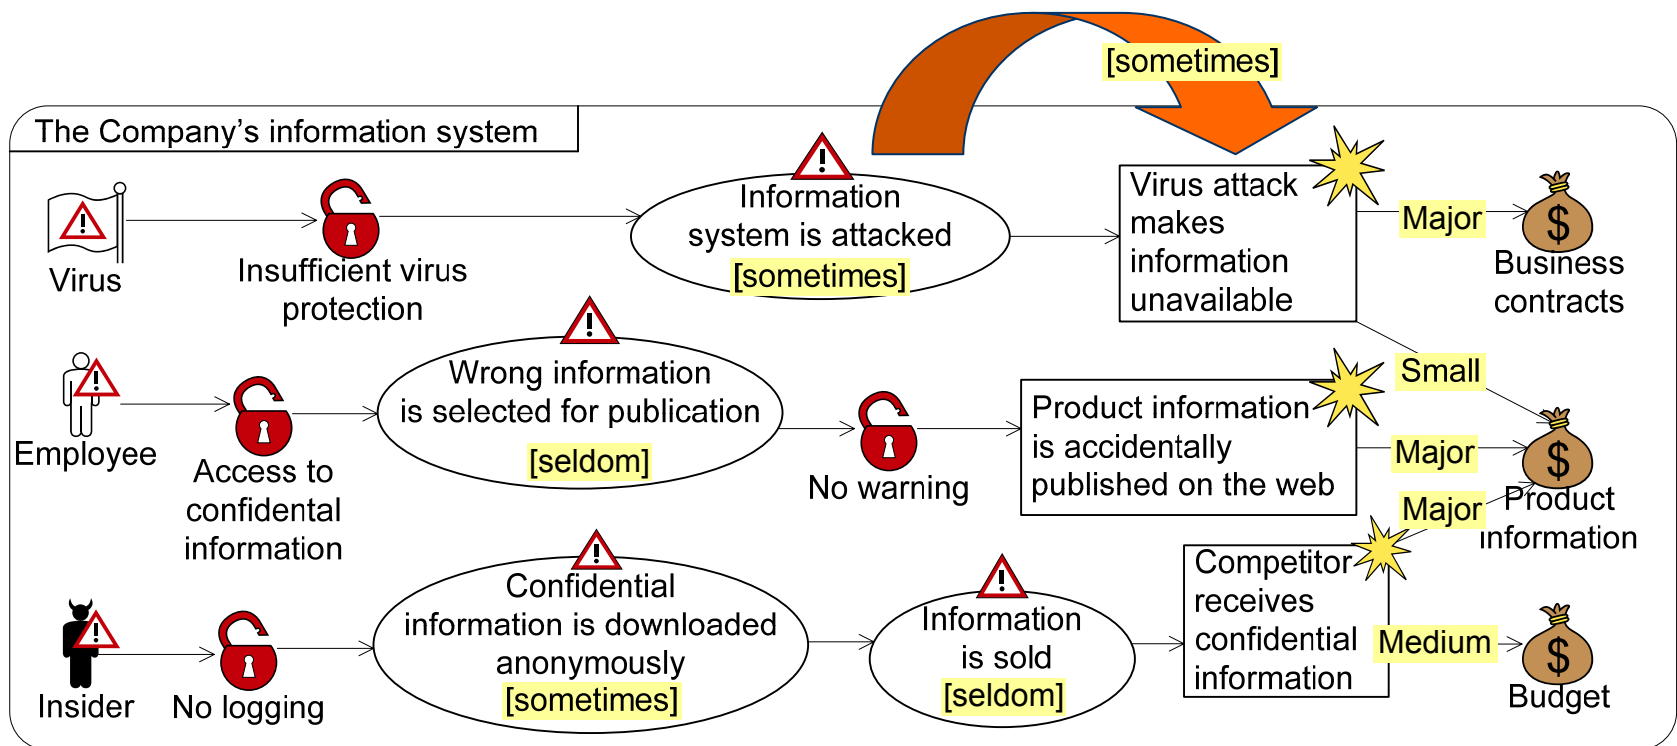 [sometimes]
The Company's information system
Virus
Insufficient virus
protection
Information
system is attacked
[sometimes]
Virus attack
makes
information
unavailable
Major
$
Business
contracts
Small
Employee
Access to
confidental
information
Wrong information
is selected for publication
[seldom]
No warning
Product information
is accidentally
published on the web
Major
$
Major
Product
information
Insider
No logging
Confidential
information is downloaded
anonymously
[sometimes]
Information
is sold
[seldom]
Competitor
receives
confidential
information
Medium
$
Budget